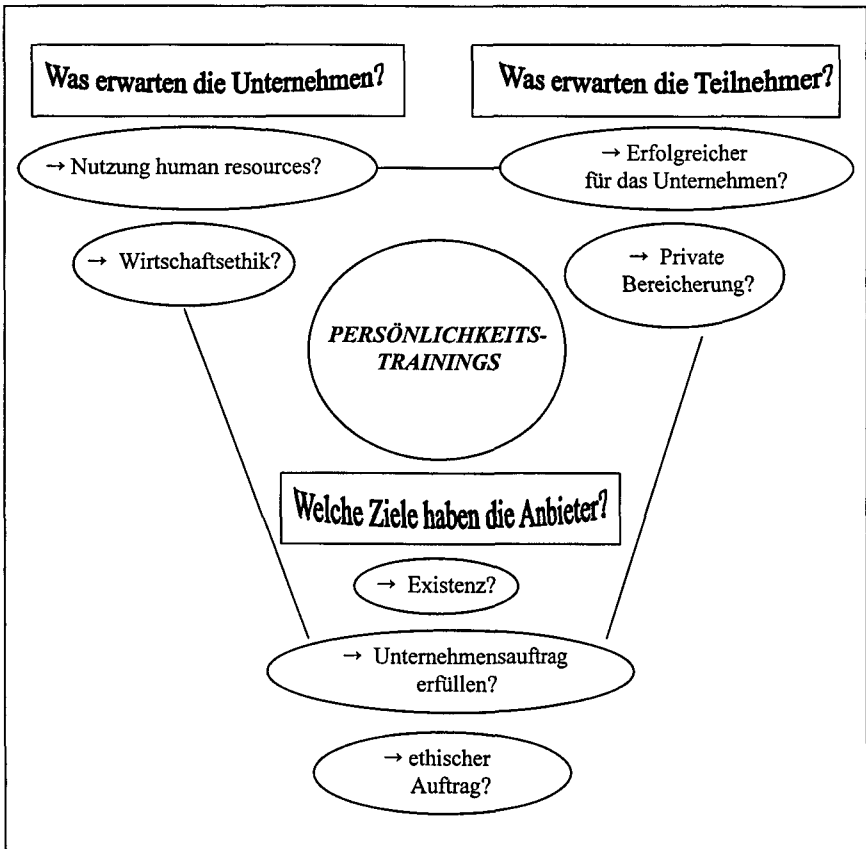 Was erwarten die Unternehmen?
→ Nutzung human resources?
→ Wirtschaftsethik?
Was erwarten die Teilnehmer?
→ Erfolgreicher
für das Unternehmen?
→ Private
Bereicherung?
PERSÖNLICHKEITS-
TRAININGS
Welche Ziele haben die Anbieter?
→ Existenz?
→ Unternehmensauftrag
erfüllen?
→ ethischer
Auftrag?